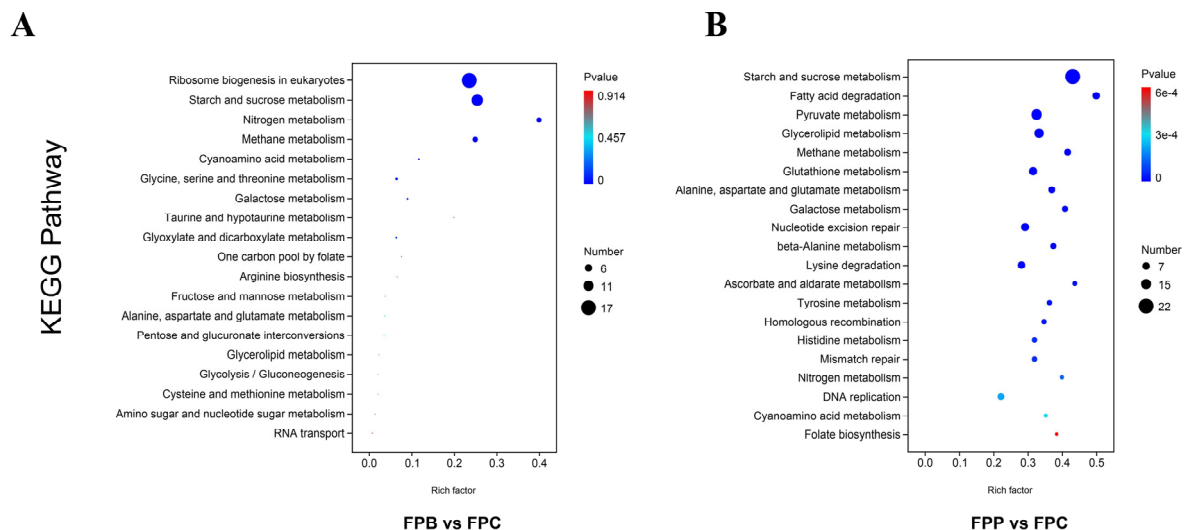 A
KEGG Pathway
Ribosome biogenesis in eukaryotes
Starch and sucrose metabolism
Nitrogen metabolism
Methane metabolism
Cyanoamino acid metabolism
Glycine, serine and threonine metabolism
Galactose metabolism
Taurine and hypotaurine metabolism
Glyoxylate and dicarboxylate metabolism
One carbon pool by folate
Arginine biosynthesis
Fructose and mannose metabolism
Alanine, aspartate and glutamate metabolism
Pentose and glucuronate interconversions
Glycerolipid metabolism
Glycolysis / Gluconeogenesis
Cysteine and methionine metabolism
Amino sugar and nucleotide sugar metabolism
RNA transport
0.0 0.1 0.2 0.3 0.4
Rich factor
FPB vs FPC
Pvalue
0.914
0.457
0
Number
6
11
17
B
Starch and sucrose metabolism
Fatty acid degradation
Pyruvate metabolism
Glycerolipid metabolism
Methane metabolism
Glutathione metabolism
Alanine, aspartate and glutamate metabolism
Galactose metabolism
Nucleotide excision repair
beta-Alanine metabolism
Lysine degradation
Ascorbate and aldarate metabolism
Tyrosine metabolism
Homologous recombination
Histidine metabolism
Mismatch repair
Nitrogen metabolism
DNA replication
Cyanoamino acid metabolism
Folate biosynthesis
0.0 0.1 0.2 0.3 0.4 0.5
Rich factor
FPP vs FPC
Pvalue
6e-4
3e-4
0
Number
7
15
22